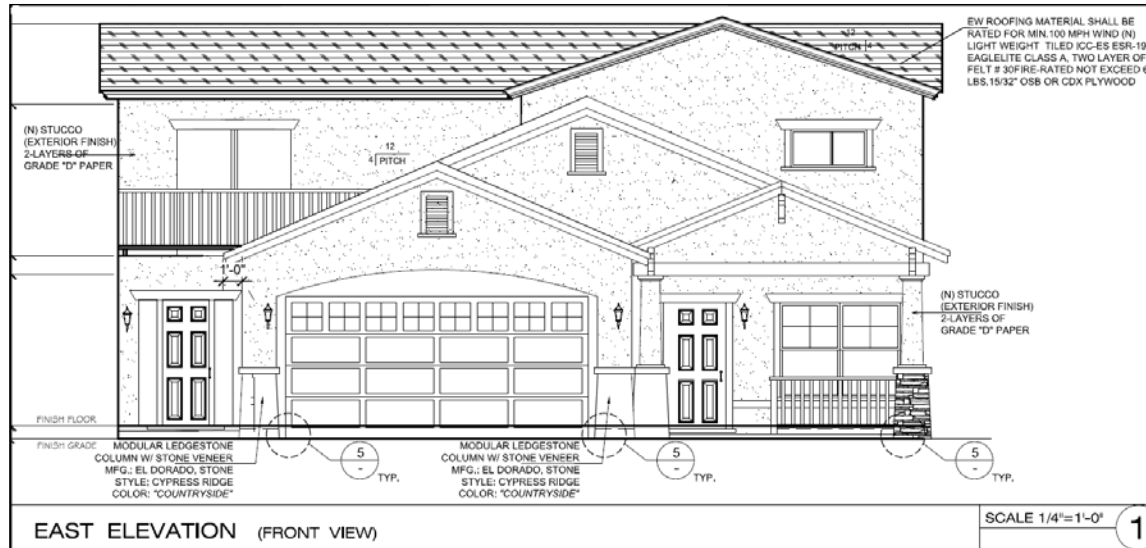 EW ROOFING MATERIAL SHALL BE
RATED FOR MIN.100 MPH WIND (N)
LIGHT WEIGHT TILED ICC-ES ESR-19
EAGLELITE CLASS A, TWO LAYER OF
FELT # 30FIRE-RATED NOT EXCEED 6
LBS,15/32" OSB OR CDX PLYWOOD
12
PITCH 4
(N) STUCCO
(EXTERIOR FINISH)
2-LAYERS OF
GRADE "D" PAPER
12
4 PITCH
1'-0"
(N) STUCCO
(EXTERIOR FINISH)
2-LAYERS OF
GRADE "D" PAPER
FINISH FLOOR
FINISH GRADE
MODULAR LEDGESTONE
COLUMN W/ STONE VENEER
MFG.: EL DORADO, STONE
STYLE: CYPRESS RIDGE
COLOR: "COUNTRYSIDE"
5
-
TYP.
MODULAR LEDGESTONE
COLUMN W/ STONE VENEER
MFG.: EL DORADO, STONE
STYLE: CYPRESS RIDGE
COLOR: "COUNTRYSIDE"
5
-
TYP.
5
-
TYP.
EAST ELEVATION (FRONT VIEW)
SCALE 1/4"=1'-0"
1